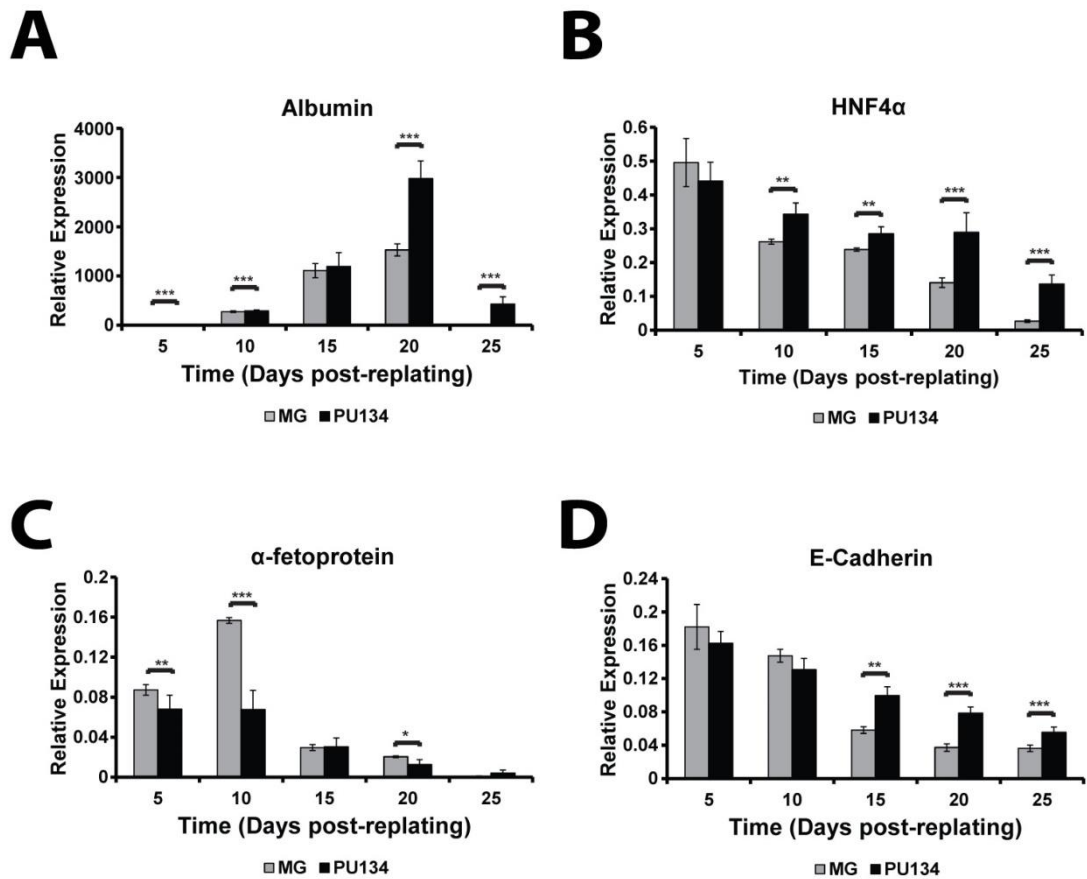 A
Albumin
Relative Expression
4000
3000
2000
1000
0
***
***
***
***
5 10 15 20 25
Time (Days post-replating)
MG PU134
B
HNF4α
Relative Expression
0.6
0.5
0.4
0.3
0.2
0.1
0
**
**
***
***
5 10 15 20 25
Time (Days post-replating)
MG PU134
C
α-fetoprotein
Relative Expression
0.2
0.16
0.12
0.08
0.04
0
**
***
*
5 10 15 20 25
Time (Days post-replating)
MG PU134
D
E-Cadherin
Relative Expression
0.24
0.2
0.16
0.12
0.08
0.04
0
**
***
***
5 10 15 20 25
Time (Days post-replating)
MG PU134